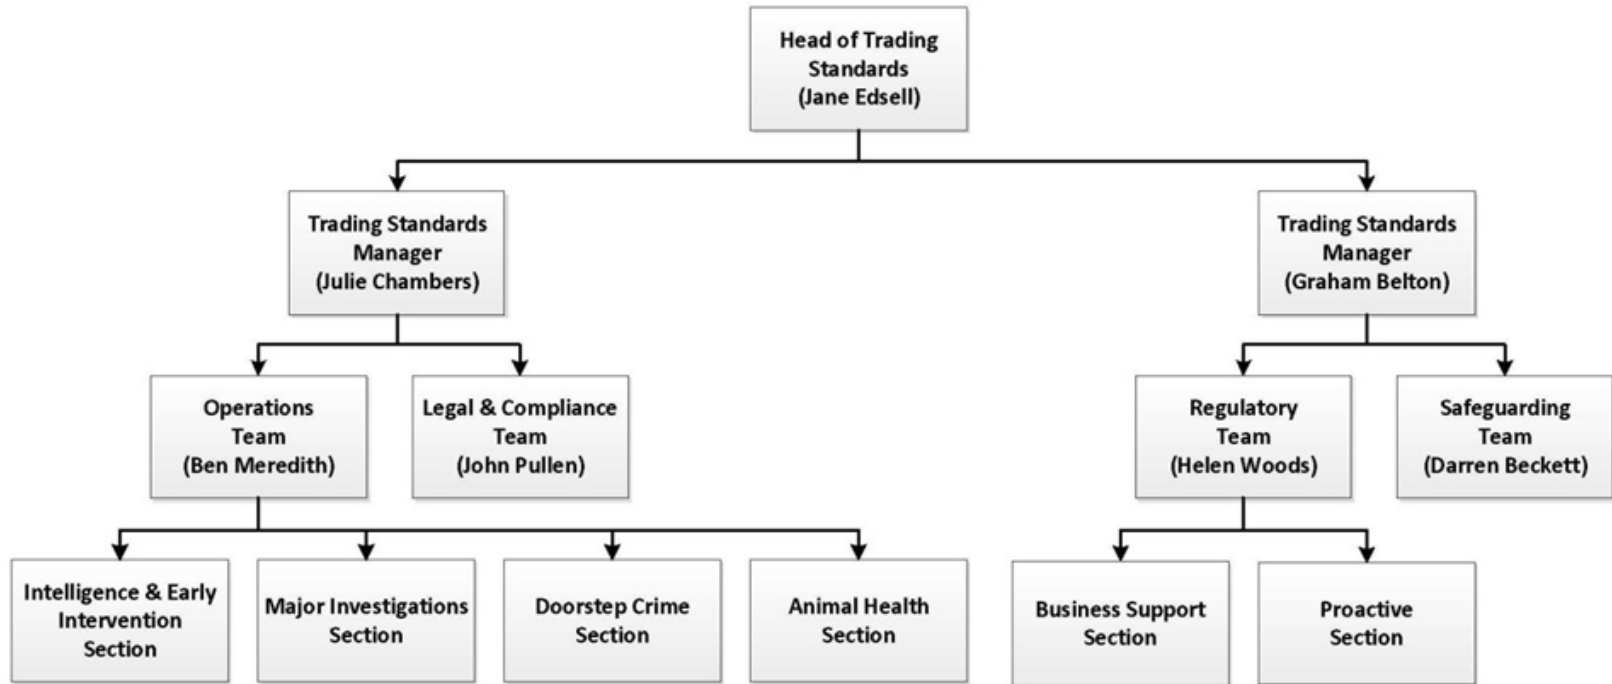 Head of Trading
Standards
(Jane Edsell)
Trading Standards
Manager
(Julie Chambers)
Trading Standards
Manager
(Graham Belton)
Operations
Team
(Ben Meredith)
Legal & Compliance
Team
(John Pullen)
Regulatory
Team
(Helen Woods)
Safeguarding
Team
(Darren Beckett)
Intelligence & Early
Intervention
Section
Major Investigations
Section
Doorstep Crime
Section
Animal Health
Section
Business Support
Section
Proactive
Section